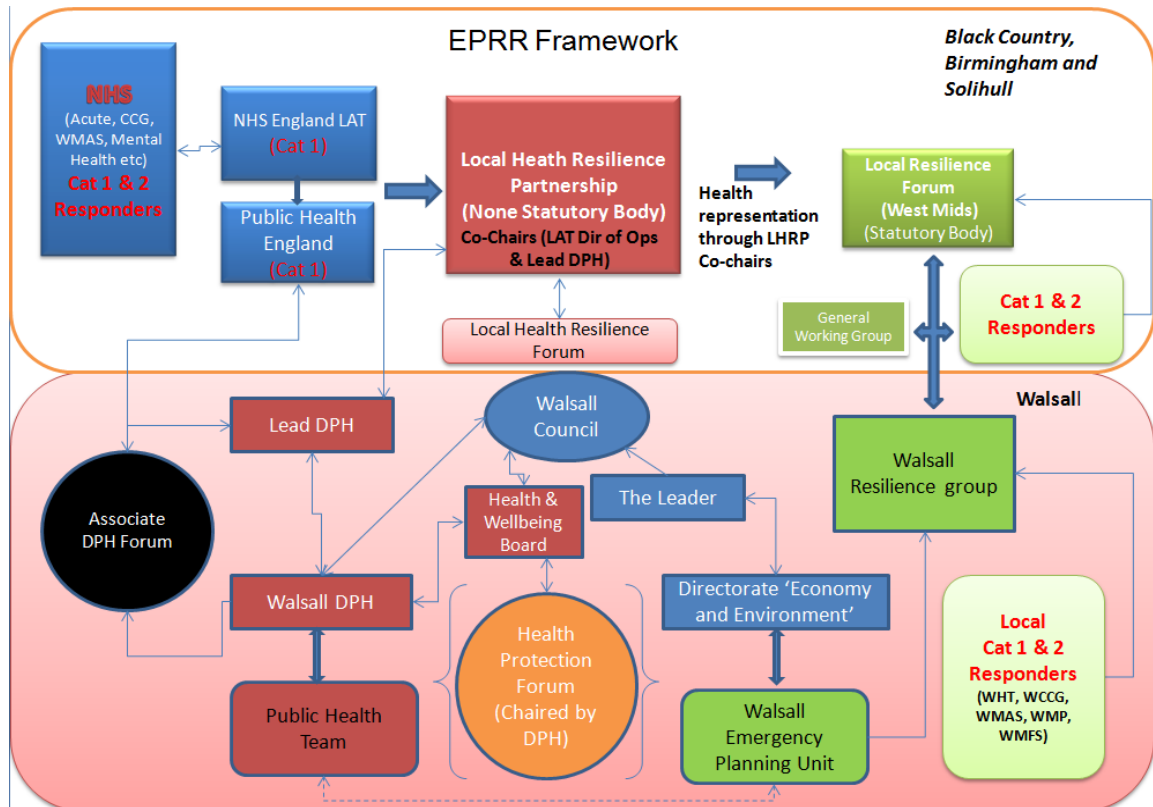 EPRR Framework
Black Country,
Birmingham and
Solihull
NHS
(Acute, CCG,
WMAS, Mental
Health etc)
Cat 1 & 2
Responders
NHS England LAT
(Cat 1)
Public Health
England
(Cat 1)
Local Heath Resilience
Partnership
(None Statutory Body)
Co-Chairs (LAT Dir of Ops
& Lead DPH)
Health
representation
through LHRP
Co-chairs
Local Resilience
Forum
(West Mids)
(Statutory Body)
General
Working Group
Cat 1 & 2
Responders
Local Health Resilience
Forum
Walsall
Lead DPH
Walsall
Council
Associate
DPH Forum
Health &
Wellbeing
Board
The Leader
Walsall
Resilience group
Walsall DPH
Directorate ‘Economy
and Environment’
Health
Protection
Forum
(Chaired by
DPH)
Public Health
Team
Walsall
Emergency
Planning Unit
Local
Cat 1 & 2
Responders
(WHT, WCCG,
WMAS, WMP,
WMFS)